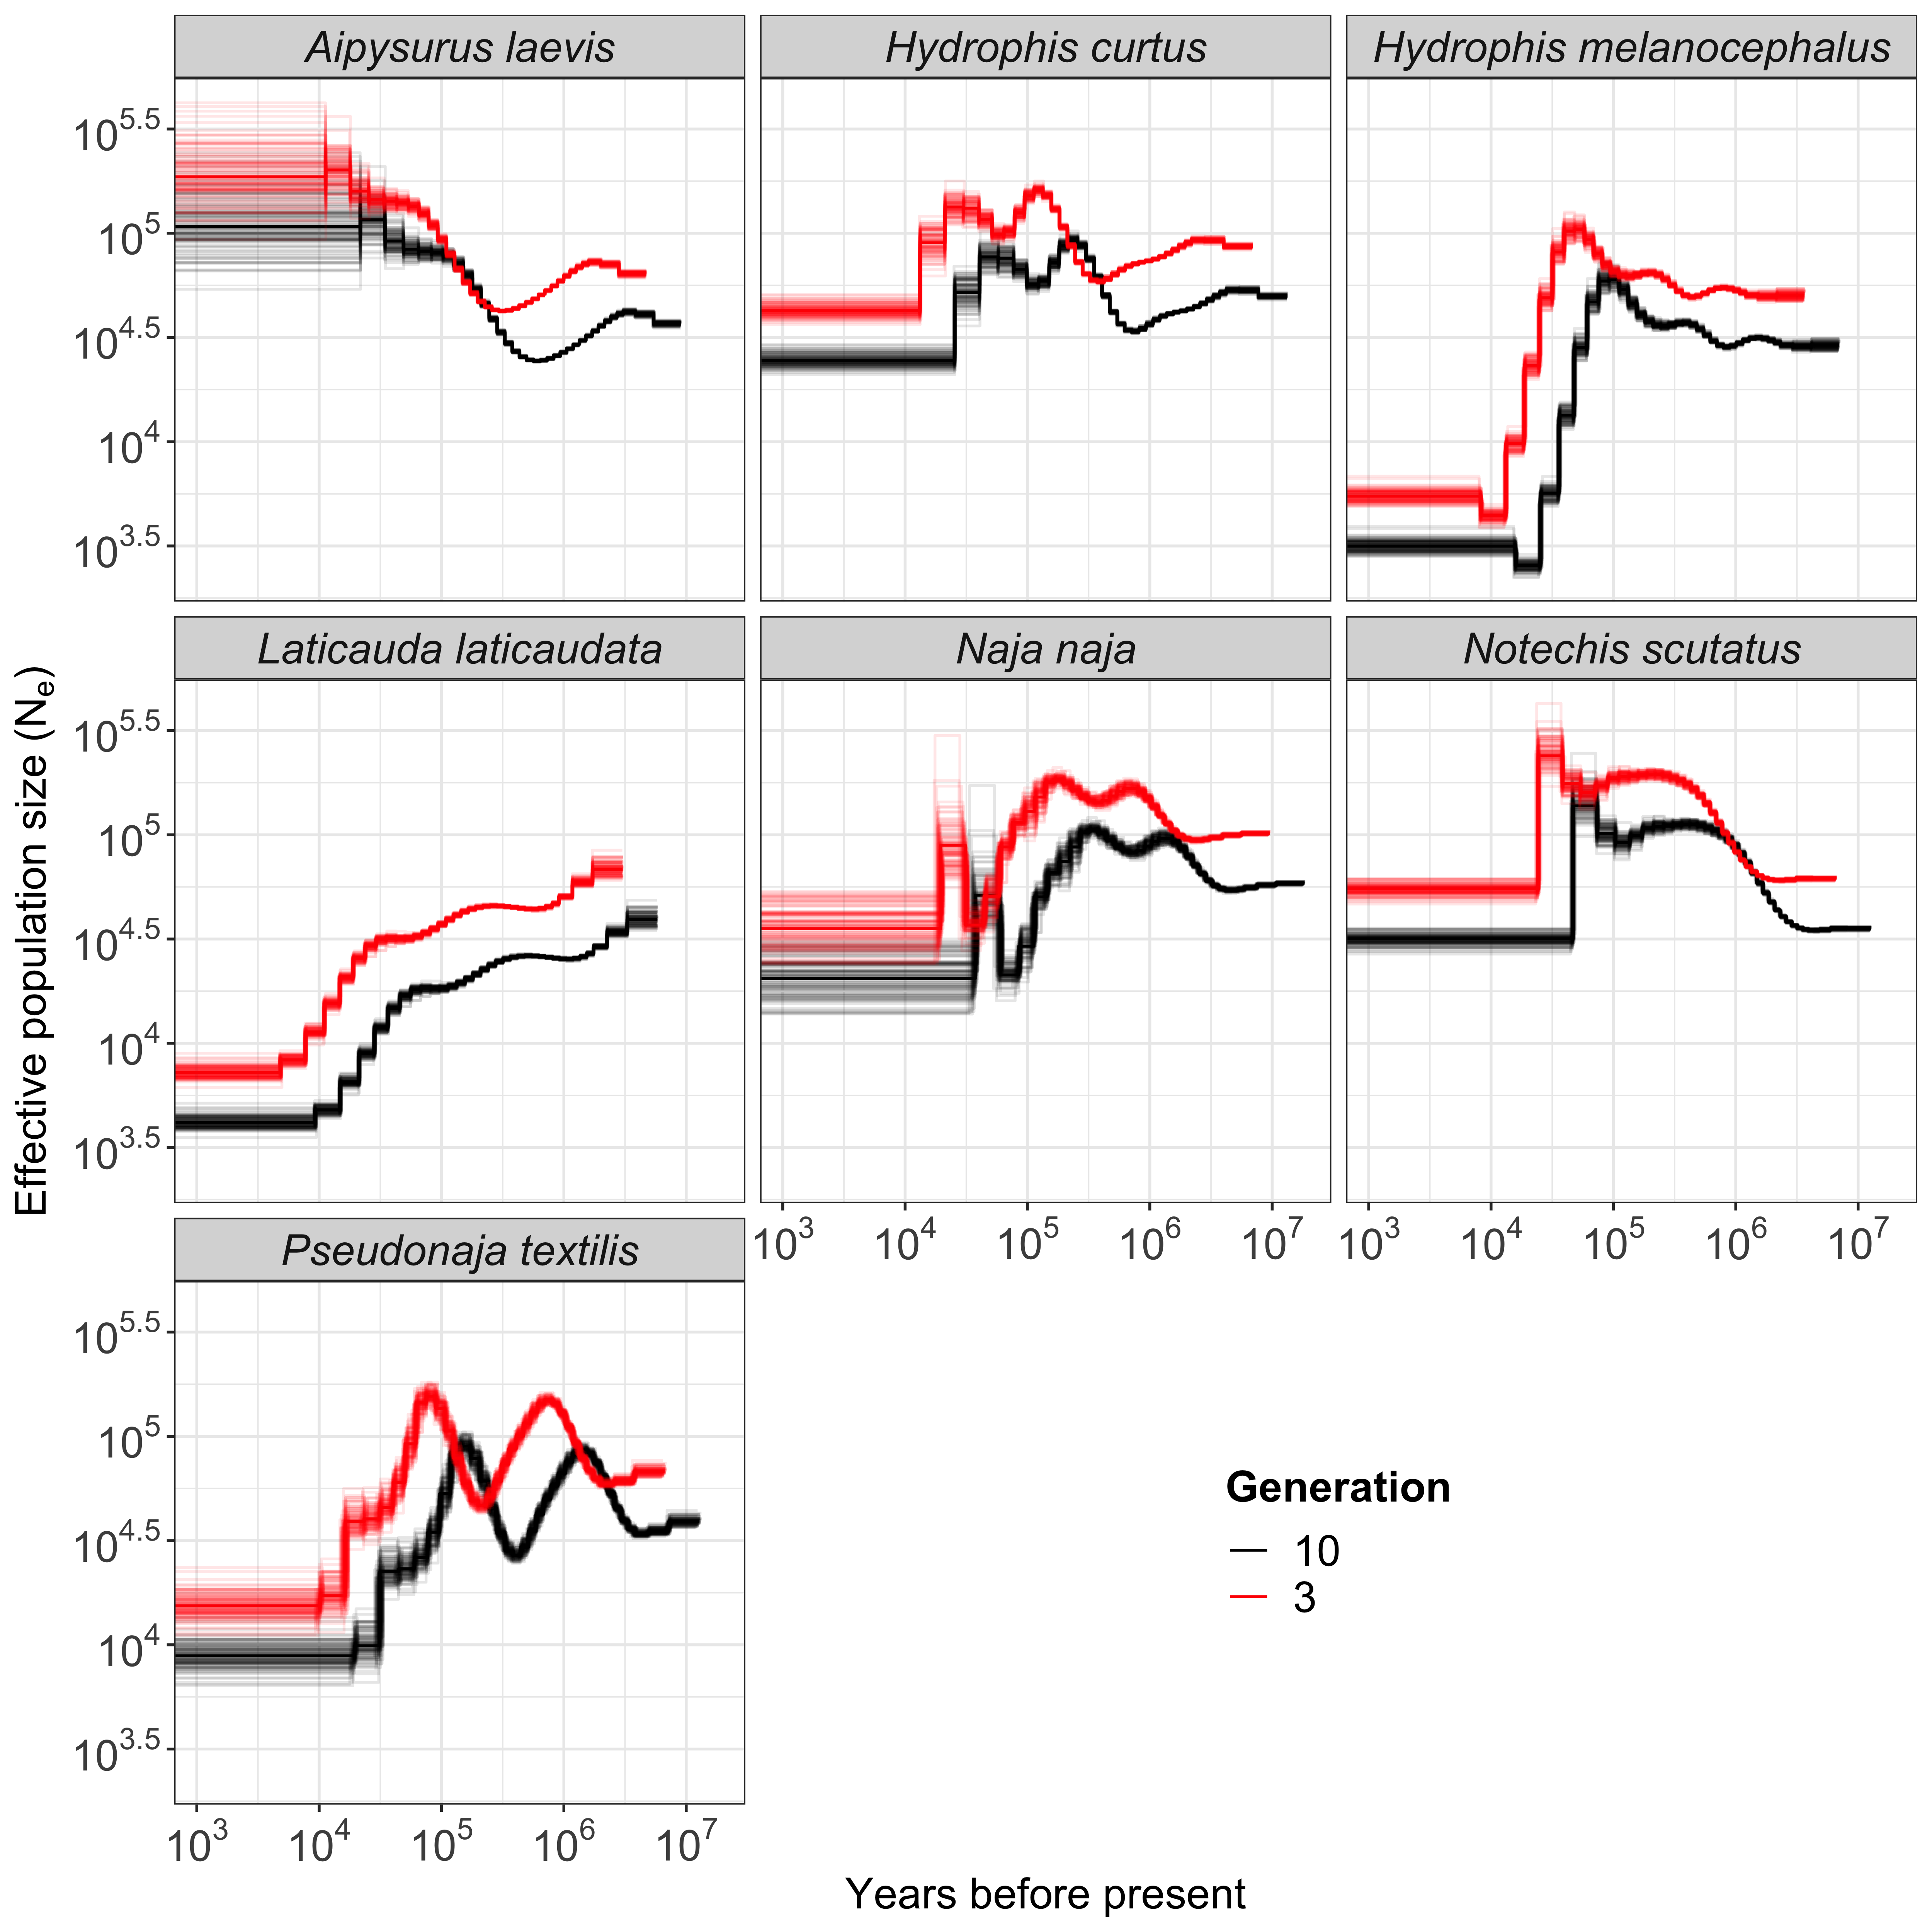 Aipysurus laevis Hydrophis curtus Hydrophis melanocephalus
10^5.5
10^5
10^4.5
10^4
10^3.5
Laticauda laticaudata Naja naja Notechis scutatus
10^5.5
10^5
10^4.5
10^4
10^3.5
10^3 10^4 10^5 10^6 10^7 10^3 10^4 10^5 10^6 10^7
Pseudonaja textilis
10^5.5
10^5
10^4.5
10^4
10^3.5
10^3 10^4 10^5 10^6 10^7
Effective population size (Ne)
Years before present
Generation
10
3